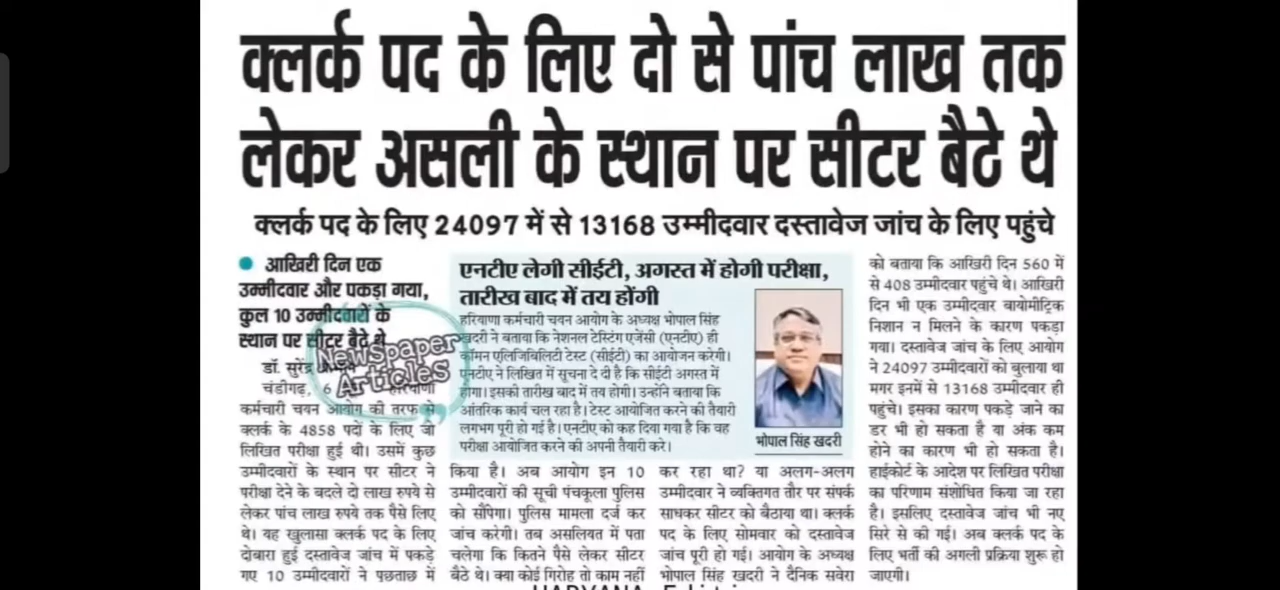 क्लर्क पद के लिए दो से पांच लाख तक
लेकर असली के स्थान पर सीटर बैठे थे
क्लर्क पद के लिए 24097 में से 13168 उम्मीदवार दस्तावेज जांच के लिए पहुंचे
आखिरी दिन एक
उम्मीदवार और पकड़ा गया,
कुल 10 उम्मीदवारों के
स्थान पर सीटर बैठे थे
Newspaper
Articles
डॉ. सुरेंद्र
चंडीगढ़, 6 हरियाणा
कर्मचारी चयन आयोग की तरफ से
क्लर्क के 4858 पदों के लिए जो
लिखित परीक्षा हुई थी। उसमें कुछ
उम्मीदवारों के स्थान पर सीटर ने
परीक्षा देने के बदले दो लाख रुपये से
लेकर पांच लाख रुपये तक पैसे लिए
थे। यह खुलासा क्लर्क पद के लिए
दोबारा हुई दस्तावेज जांच में पकड़े
गए 10 उम्मीदवारों ने पूछताछ में
एनटीए लेगी सीईटी, अगस्त में होगी परीक्षा,
तारीख बाद में तय होंगी
हरियाणा कर्मचारी चयन आयोग के अध्यक्ष भोपाल सिंह
खदरी ने बताया कि नेशनल टेस्टिंग एजेंसी (एनटीए) ही
कॉमन एलिजिबिलिटी टेस्ट (सीईटी) का आयोजन करेगी।
एनटीए ने लिखित में सूचना दे दी है कि सीईटी अगस्त में
होगा। इसकी तारीख बाद में तय होगी। उन्होंने बताया कि
आंतरिक कार्य चल रहा है। टेस्ट आयोजित करने की तैयारी
लगभग पूरी हो गई है। एनटीए को कह दिया गया है कि वह
परीक्षा आयोजित करने की अपनी तैयारी करे।
भोपाल सिंह खदरी
किया है। अब आयोग इन 10
उम्मीदवारों की सूची पंचकूला पुलिस
को सौंपेगा। पुलिस मामला दर्ज कर
जांच करेगी। तब असलियत में पता
चलेगा कि कितने पैसे लेकर सीटर
बैठे थे। क्या कोई गिरोह तो काम नहीं
कर रहा था? या अलग-अलग
उम्मीदवार ने व्यक्तिगत तौर पर संपर्क
साधकर सीटर को बैठाया था। क्लर्क
पद के लिए सोमवार को दस्तावेज
जांच पूरी हो गई। आयोग के अध्यक्ष
भोपाल सिंह खदरी ने दैनिक सवेरा
को बताया कि आखिरी दिन 560 में
से 408 उम्मीदवार पहुंचे थे। आखिरी
दिन भी एक उम्मीदवार बायोमीट्रिक
निशान न मिलने के कारण पकड़ा
गया। दस्तावेज जांच के लिए आयोग
ने 24097 उम्मीदवारों को बुलाया था
मगर इनमें से 13168 उम्मीदवार ही
पहुंचे। इसका कारण पकड़े जाने का
डर भी हो सकता है या अंक कम
होने का कारण भी हो सकता है।
हाईकोर्ट के आदेश पर लिखित परीक्षा
का परिणाम संशोधित किया जा रहा
है। इसलिए दस्तावेज जांच भी नए
सिरे से की गई। अब क्लर्क पद के
लिए भर्ती की अगली प्रक्रिया शुरू हो
जाएगी।